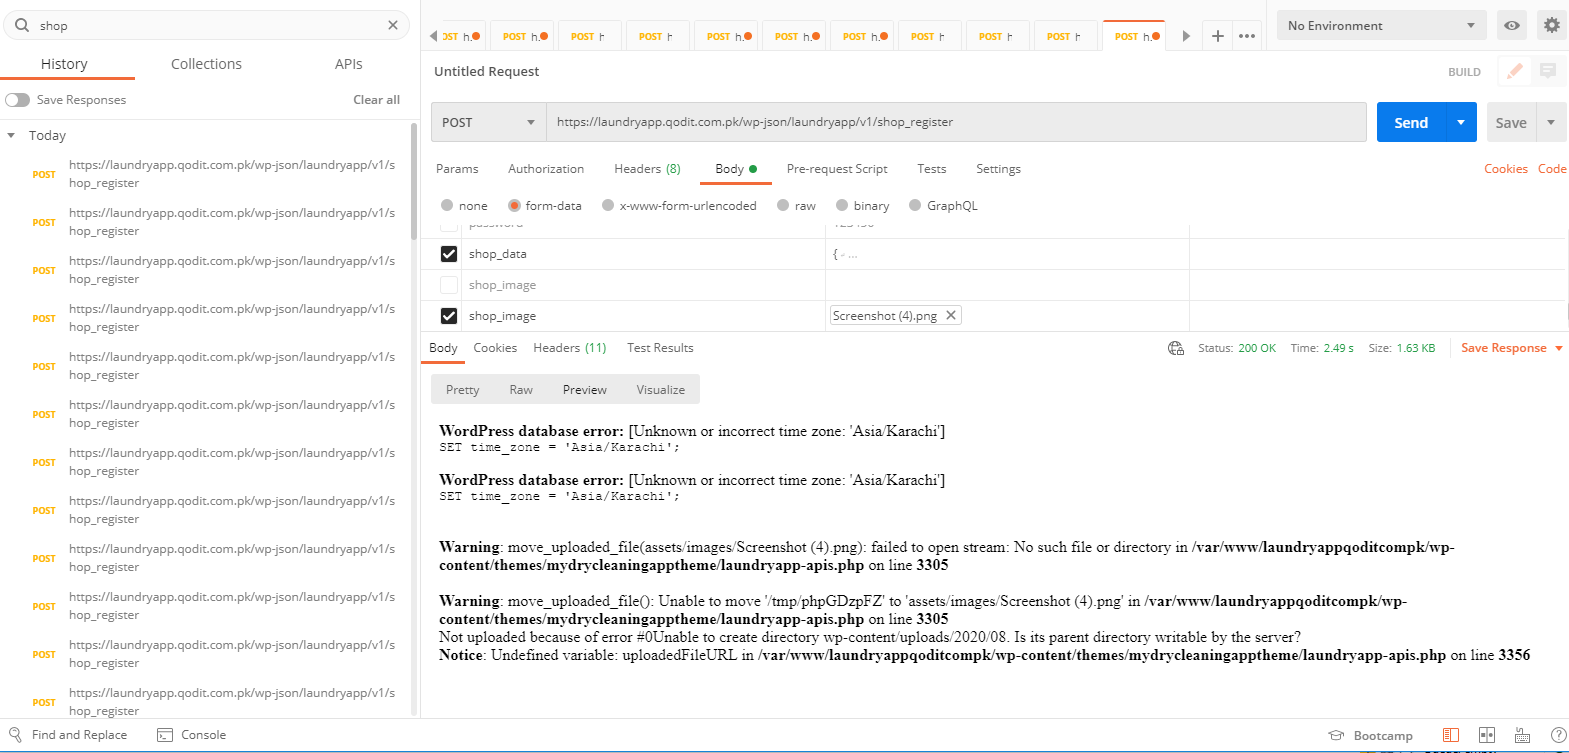 shop
History Collections APIs
Save Responses Clear all
Today
POST https://laundryapp.qodit.com.pk/wp-json/laundryapp/v1/s
hop_register
POST https://laundryapp.qodit.com.pk/wp-json/laundryapp/v1/s
hop_register
POST https://laundryapp.qodit.com.pk/wp-json/laundryapp/v1/s
hop_register
POST https://laundryapp.qodit.com.pk/wp-json/laundryapp/v1/s
hop_register
POST https://laundryapp.qodit.com.pk/wp-json/laundryapp/v1/s
hop_register
POST https://laundryapp.qodit.com.pk/wp-json/laundryapp/v1/s
hop_register
POST https://laundryapp.qodit.com.pk/wp-json/laundryapp/v1/s
hop_register
POST https://laundryapp.qodit.com.pk/wp-json/laundryapp/v1/s
hop_register
POST https://laundryapp.qodit.com.pk/wp-json/laundryapp/v1/s
hop_register
POST https://laundryapp.qodit.com.pk/wp-json/laundryapp/v1/s
hop_register
POST https://laundryapp.qodit.com.pk/wp-json/laundryapp/v1/s
hop_register
POST https://laundryapp.qodit.com.pk/wp-json/laundryapp/v1/s
hop_register
OST h. POST h. POST h POST h POST h. POST h. POST h. POST h POST h POST h POST h.
No Environment
Untitled Request BUILD
POST https://laundryapp.qodit.com.pk/wp-json/laundryapp/v1/shop_register Send Save
Params Authorization Headers (8) Body Pre-request Script Tests Settings Cookies Code
none form-data x-www-form-urlencoded raw binary GraphQL
password 123456
shop_data { - ...
shop_image
shop_image Screenshot (4).png
Body Cookies Headers (11) Test Results Status: 200 OK Time: 2.49 s Size: 1.63 KB Save Response
Pretty Raw Preview Visualize
WordPress database error: [Unknown or incorrect time zone: 'Asia/Karachi']
SET time_zone = 'Asia/Karachi';
WordPress database error: [Unknown or incorrect time zone: 'Asia/Karachi']
SET time_zone = 'Asia/Karachi';
Warning: move_uploaded_file(assets/images/Screenshot (4).png): failed to open stream: No such file or directory in /var/www/laundryappqoditcompk/wp-
content/themes/mydrycleaningapptheme/laundryapp-apis.php on line 3305
Warning: move_uploaded_file(): Unable to move '/tmp/phpGDzpFZ' to 'assets/images/Screenshot (4).png' in /var/www/laundryappqoditcompk/wp-
content/themes/mydrycleaningapptheme/laundryapp-apis.php on line 3305
Not uploaded because of error #0Unable to create directory wp-content/uploads/2020/08. Is its parent directory writable by the server?
Notice: Undefined variable: uploadedFileURL in /var/www/laundryappqoditcompk/wp-content/themes/mydrycleaningapptheme/laundryapp-apis.php on line 3356
Find and Replace Console Bootcamp